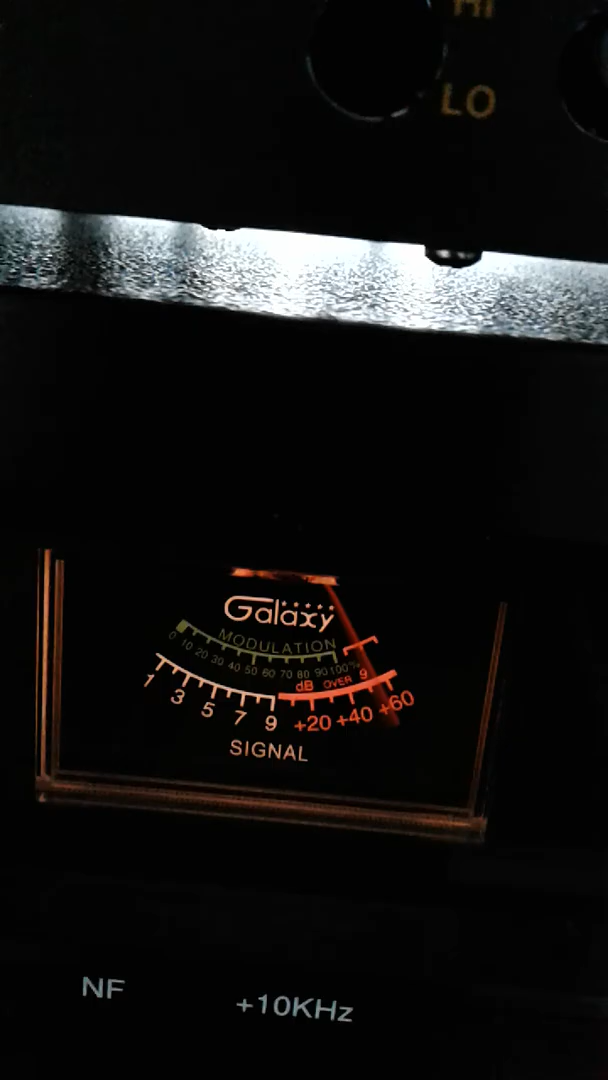 HI
LO
Galaxy
MODULATION
0 10 20 30 40 50 60 70 80 90 100%
dB OVER 9
1 3 5 7 9 +20 +40 +60
SIGNAL
NF +10KHz